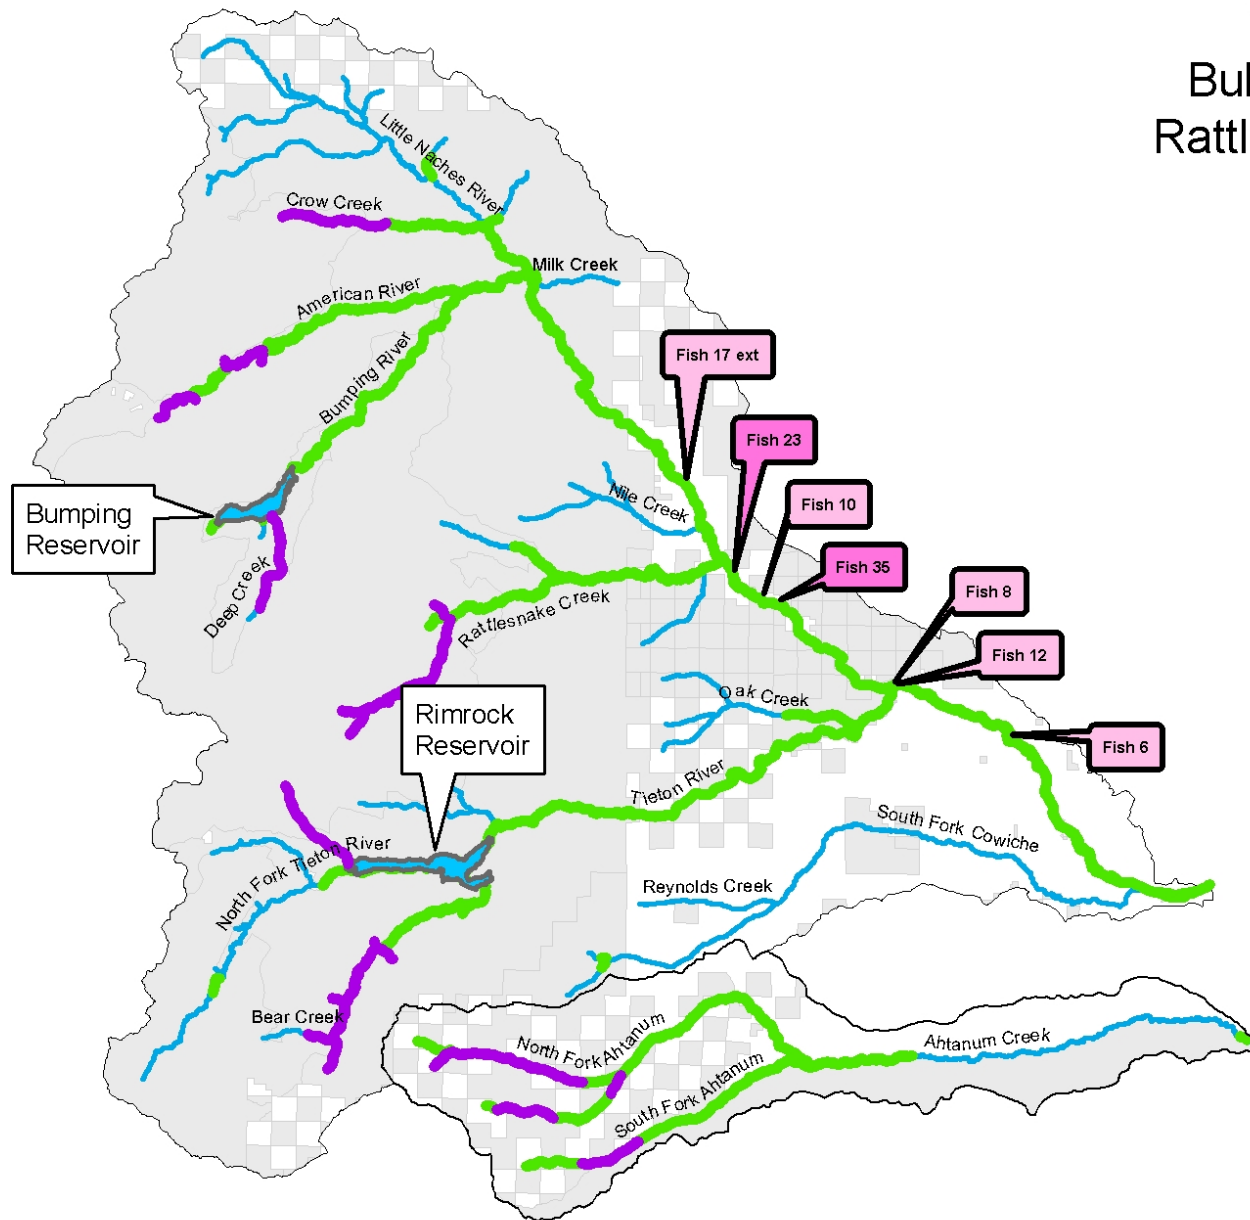 Bul
Rattl
Little Naches River
Crow Creek
Milk Creek
American River
Bumping River
Fish 17 ext
Fish 23
Fish 10
Fish 35
Fish 8
Fish 12
Fish 6
Nile Creek
Bumping
Reservoir
Deep Creek
Rattlesnake Creek
Oak Creek
Rimrock
Reservoir
Tieton River
North Fork Tieton River
South Fork Cowiche
Reynolds Creek
Bear Creek
North Fork Ahtanum
South Fork Ahtanum
Ahtanum Creek